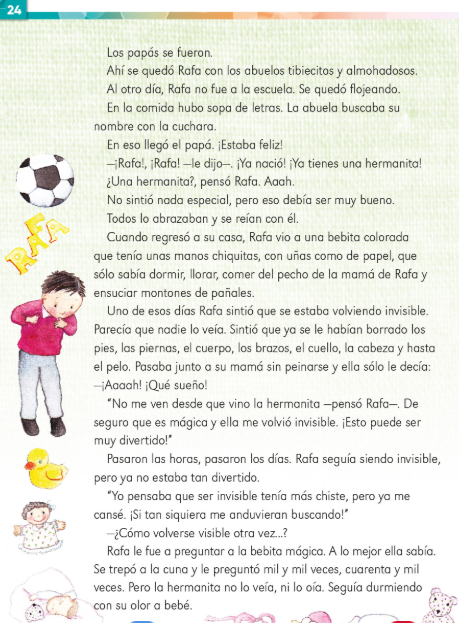 24
Los papás se fueron.
Ahí se quedó Rafa con los abuelos tibiecitos y almohadosos.
Al otro día, Rafa no fue a la escuela. Se quedó flojeando.
En la comida hubo sopa de letras. La abuela buscaba su
nombre con la cuchara.
En eso llegó el papá. ¡Estaba feliz!
—¡Rafa!, ¡Rafa! —le dijo—. ¡Ya nació! ¡Ya tienes una hermanita!
¿Una hermanita?, pensó Rafa. Aaah.
No sintió nada especial, pero eso debía ser muy bueno.
Todos lo abrazaban y se reían con él.
RAFA
Cuando regresó a su casa, Rafa vio a una bebita colorada
que tenía unas manos chiquitas, con uñas como de papel, que
sólo sabía dormir, llorar, comer del pecho de la mamá de Rafa y
ensuciar montones de pañales.
Uno de esos días Rafa sintió que se estaba volviendo invisible.
Parecía que nadie lo veía. Sintió que ya se le habían borrado los
pies, las piernas, el cuerpo, los brazos, el cuello, la cabeza y hasta
el pelo. Pasaba junto a su mamá sin peinarse y ella sólo le decía:
—¡Aaaah! ¡Qué sueño!
"No me ven desde que vino la hermanita —pensó Rafa—. De
seguro que es mágica y ella me volvió invisible. ¡Esto puede ser
muy divertido!"
Pasaron las horas, pasaron los días. Rafa seguía siendo invisible,
pero ya no estaba tan divertido.
"Yo pensaba que ser invisible tenía más chiste, pero ya me
cansé. ¡Si tan siquiera me anduvieran buscando!"
—¿Cómo volverse visible otra vez...?
Rafa le fue a preguntar a la bebita mágica. A lo mejor ella sabía.
Se trepó a la cuna y le preguntó mil y mil veces, cuarenta y mil
veces. Pero la hermanita no lo veía, ni lo oía. Seguía durmiendo
con su olor a bebé.